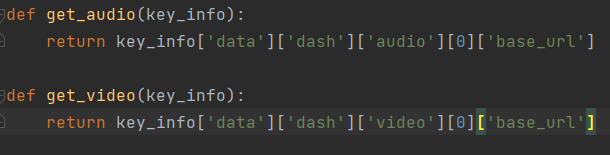 def get_audio(key_info):
    return key_info['data']['dash']['audio'][0]['base_url']
def get_video(key_info):
    return key_info['data']['dash']['video'][0]['base_url']